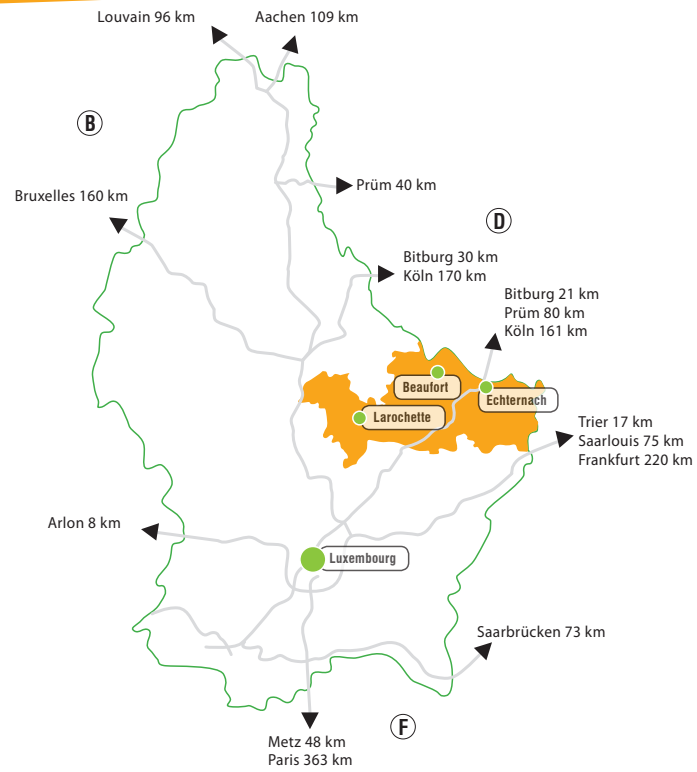 Louvain 96 km
Aachen 109 km
B
Prüm 40 km
Bruxelles 160 km
D
Bitburg 30 km
Köln 170 km
Bitburg 21 km
Prüm 80 km
Köln 161 km
Beaufort
Echternach
Larochette
Trier 17 km
Saarlouis 75 km
Frankfurt 220 km
Arlon 8 km
Luxembourg
Saarbrücken 73 km
F
Metz 48 km
Paris 363 km